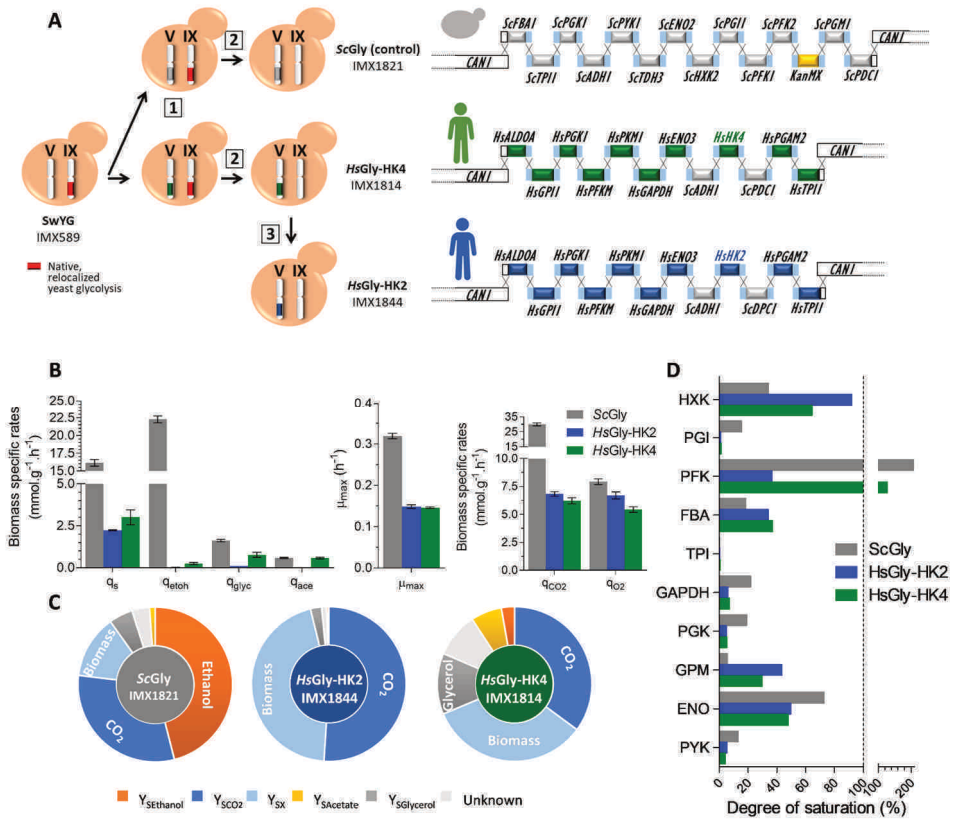 A
V IX
2
V IX
ScGly (control)
IMX1821
ScFBA1 ScPGK1 ScPYK1 ScENO2 ScPGI1 ScPFK2 ScPGM1
CAN1
CAN1
ScTPI1 ScADH1 ScTDH3 ScHXK2 ScPFK1 KanMX ScPDC1
1
V IX
V IX
2
V IX
HsGly-HK4
IMX1814
HsALDOA HsPGK1 HsPKM1 HsENO3 HsHK4 HsPGAM2
CAN1
CAN1
HsGPI1 HsPFKM HsGAPDH ScADH1 ScPDC1 HsTPI1
SwYG
IMX589
3
Native,
relocalized
yeast glycolysis
V IX
HsGly-HK2
IMX1844
HsALDOA HsPGK1 HsPKM1 HsENO3 HsHK2 HsPGAM2
CAN1
CAN1
HsGPI1 HsPFKM HsGAPDH ScADH1 ScDPC1 HsTPI1
B
Biomass specific rates
(mmol.g⁻¹.h⁻¹)
25.0
22.5
20.0
17.5
15.0
5.0
2.5
0.0
qs qetoh qglyc qace
μmax (h⁻¹)
0.4
0.3
0.2
0.1
0.0
μmax
Biomass specific rates
(mmol.g⁻¹.h⁻¹)
35
25
15
10.0
7.5
5.0
2.5
0.0
qCO2 qO2
ScGly
HsGly-HK2
HsGly-HK4
C
Ethanol
CO₂
Biomass
ScGly
IMX1821
CO₂
Biomass
HsGly-HK2
IMX1844
CO₂
Biomass
Glycerol
HsGly-HK4
IMX1814
YSEthanol YSCO2 YSX YSAcetate YSGlycerol Unknown
D
HXK
PGI
PFK
FBA
TPI
GAPDH
PGK
GPM
ENO
PYK
ScGly
HsGly-HK2
HsGly-HK4
0 20 40 60 80 100 200
Degree of saturation (%)